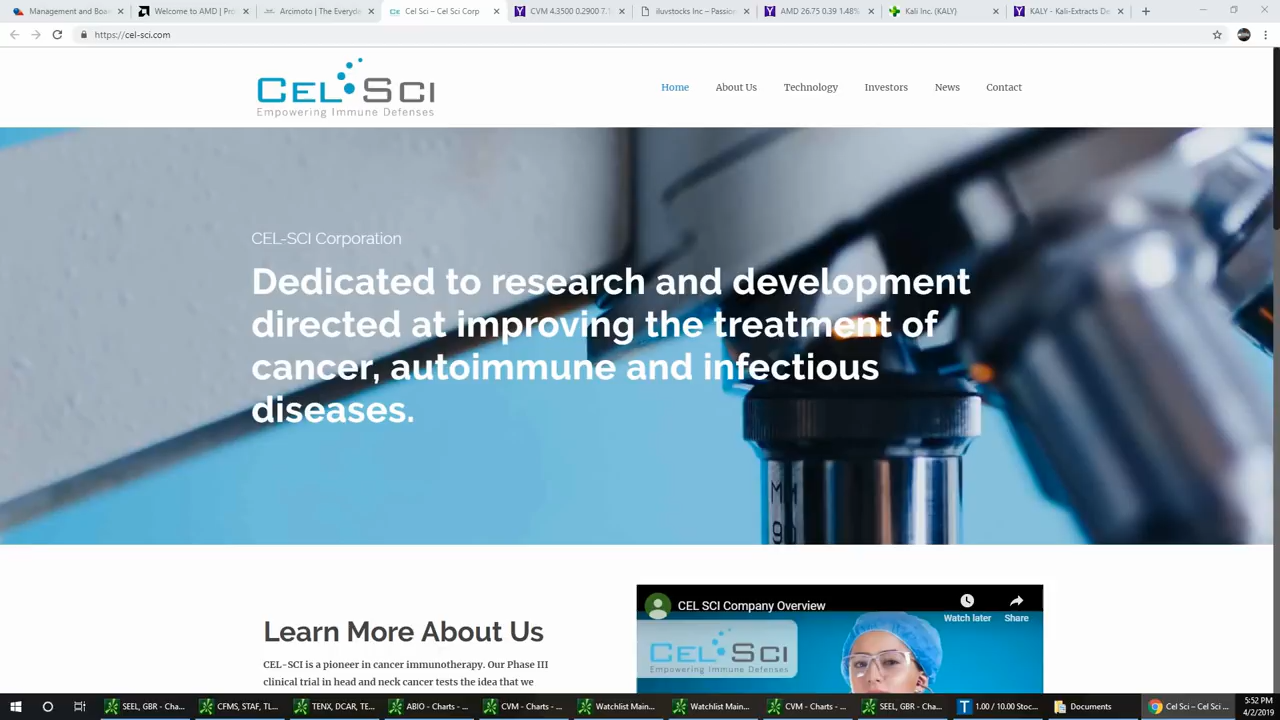 Management and Boa
Welcome to AMD | Pro
Arcimoto | The Everyde
Cel Sci – Cel Sci Corp
CVM 4.3500 0.2900 7.1
iluvstocks Inc – Passion
AMD 26.75 0.39 1.48%
Kali Inc. (KALY)
KALY - Kali-Extracts De
https://cel-sci.com
CEL•SCI
Empowering Immune Defenses
Home
About Us
Technology
Investors
News
Contact
CEL-SCI Corporation
Dedicated to research and development
directed at improving the treatment of
cancer, autoimmune and infectious
diseases.
Learn More About Us
CEL-SCI is a pioneer in cancer immunotherapy. Our Phase III
clinical trial in head and neck cancer tests the idea that we
CEL SCI Company Overview
Watch later
Share
CEL•SCI
Empowering Immune Defenses
SEEL, GBR - Cha...
CFMS, STAF, TL...
TENX, DCAR, TE...
ABIO - Charts - ...
CVM - Charts - ...
Watchlist Main...
Watchlist Main...
CVM - Charts - ...
SEEL, GBR - Cha...
1.00 / 10.00 Stoc...
Documents
Cel Sci – Cel Sci ...
5:52 PM
4/2/2019